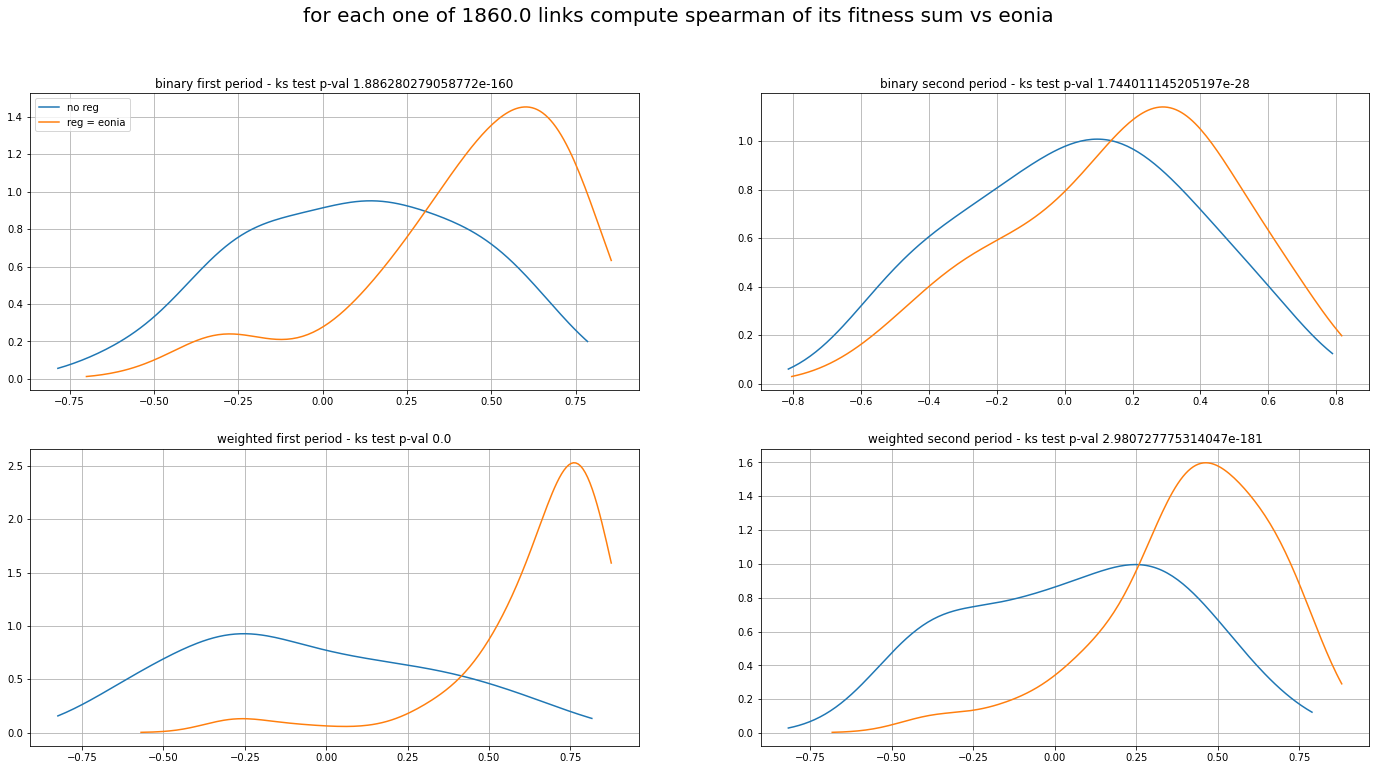 for each one of 1860.0 links compute spearman of its fitness sum vs eonia
binary first period - ks test p-val 1.886280279058772e-160
no reg
reg = eonia
1.4
1.2
1.0
0.8
0.6
0.4
0.2
0.0
−0.75 −0.50 −0.25 0.00 0.25 0.50 0.75
binary second period - ks test p-val 1.744011145205197e-28
1.0
0.8
0.6
0.4
0.2
0.0
−0.8 −0.6 −0.4 −0.2 0.0 0.2 0.4 0.6 0.8
weighted first period - ks test p-val 0.0
2.5
2.0
1.5
1.0
0.5
0.0
−0.75 −0.50 −0.25 0.00 0.25 0.50 0.75
weighted second period - ks test p-val 2.980727775314047e-181
1.6
1.4
1.2
1.0
0.8
0.6
0.4
0.2
0.0
−0.75 −0.50 −0.25 0.00 0.25 0.50 0.75